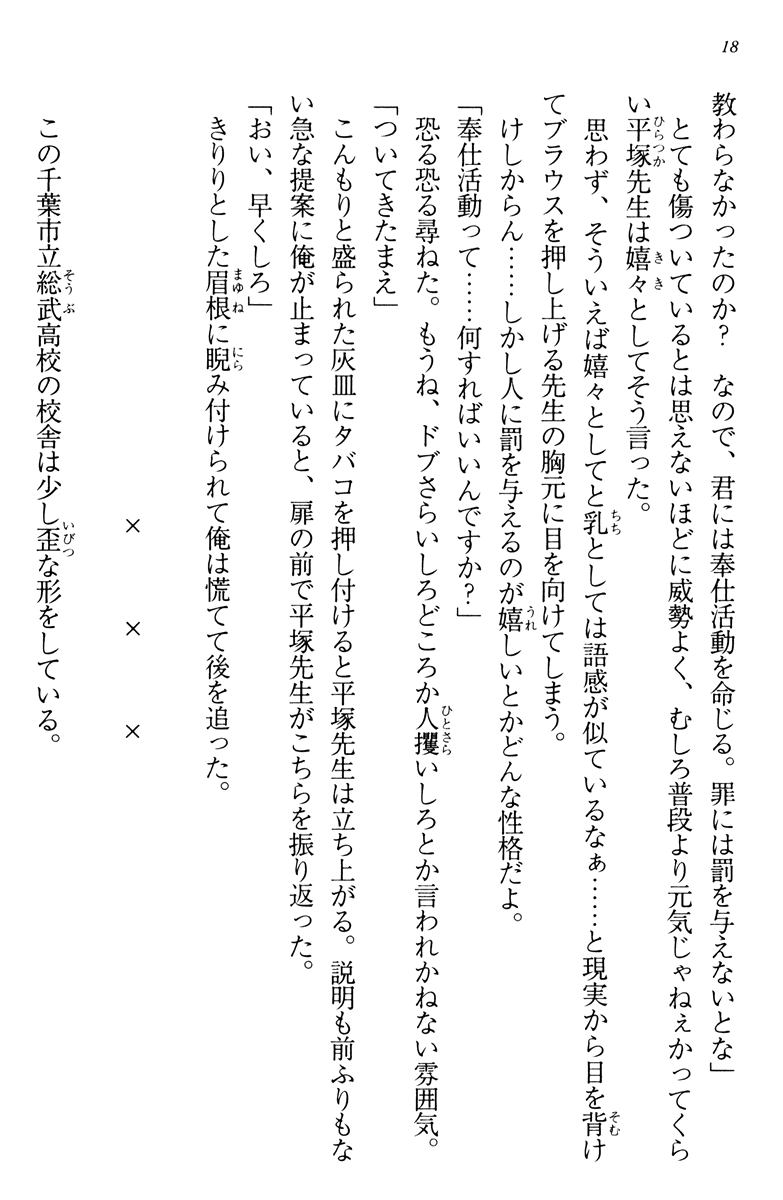 18
教わらなかったのか？　なので、君には奉仕活動を命じる。罪には罰を与えないとな」
　とても傷ついているとは思えないほどに威勢よく、むしろ普段より元気じゃねぇかってくら
い平塚先生は嬉々としてそう言った。
　思わず、そういえば嬉々としてと乳としては語感が似ているなぁ……と現実から目を背け
てブラウスを押し上げる先生の胸元に目を向けてしまう。
　けしからん……しかし人に罰を与えるのが嬉しいとかどんな性格だよ。
「奉仕活動って……何すればいいんですか？」
　恐る恐る尋ねた。もうね、ドブさらいしろどころか人攫いしろとか言われかねない雰囲気。
「ついてきたまえ」
　こんもりと盛られた灰皿にタバコを押し付けると平塚先生は立ち上がる。説明も前ふりもな
い急な提案に俺が止まっていると、扉の前で平塚先生がこちらを振り返った。
「おい、早くしろ」
　きりりとした眉根に睨み付けられて俺は慌てて後を追った。
×　×　×
　この千葉市立総武高校の校舎は少し歪な形をしている。